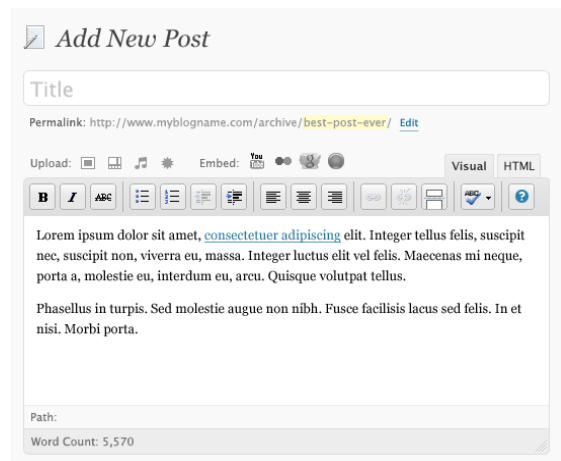 Add New Post
Title
Permalink: http://www.myblogname.com/archive/best-post-ever/ Edit
Upload: Embed: You Visual HTML
B I ABC ABC ?
Lorem ipsum dolor sit amet, consectetuer adipiscing elit. Integer tellus felis, suscipit
nec, suscipit non, viverra eu, massa. Integer luctus elit vel felis. Maecenas mi neque,
porta a, molestie eu, interdum eu, arcu. Quisque volutpat tellus.
Phasellus in turpis. Sed molestie augue non nibh. Fusce facilisis lacus sed felis. In et
nisi. Morbi porta.
Path:
Word Count: 5,570